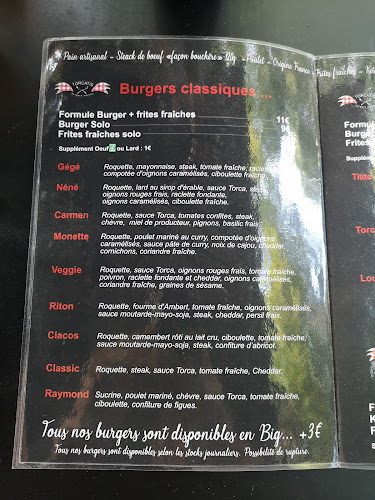 * Pain artisanal - Steack de boeuf «façon bouchère» 120g - Poulet - Origine France - Frites fraîches -
TORCATIS
Burgers classiques...
Formule Burger + frites fraîches 11€
Burger Solo 9€
Frites fraîches solo
Supplément Oeuf ou Lard : 1€
Gégé Roquette, mayonnaise, steak, tomate fraîche,
compotée d'oignons caramélisés, ciboulette fraîche.
Néné Roquette, lard au sirop d'érable, sauce Torca,
oignons rouges frais, raclette fondante,
oignons caramélisés, ciboulette fraîche.
Carmen Roquette, sauce Torca, tomates confites, steak,
chèvre, miel de producteur, pignons, basilic frais.
Monette Roquette, poulet mariné au curry, compotée d'oignons
caramélisés, sauce pâte de curry, noix de cajou, cheddar,
cornichons, coriandre fraîche.
Veggie Roquette, sauce Torca, oignons rouges frais, tomate fraîche,
poivron, raclette fondante et cheddar, oignons caramélisés,
coriandre fraîche, graines de sésame.
Riton Roquette, fourme d'Ambert, tomate fraîche, oignons caramélisés,
sauce moutarde-mayo-soja, steak, cheddar, persil frais.
Clacos Roquette, camembert rôti au lait cru, ciboulette, tomate fraîche,
sauce moutarde-mayo-soja, steak, confiture d'abricot.
Classic Roquette, steak, sauce Torca, tomate fraîche, Cheddar.
Raymond Sucrine, poulet mariné, chèvre, sauce Torca, tomate fraîche,
ciboulette, confiture de figues.
Tous nos burgers sont disponibles en Big... +3€
Tous nos burgers sont disponibles selon les stocks journaliers. Possibilité de rupture.
* Pain
Formule
Burger
Frites